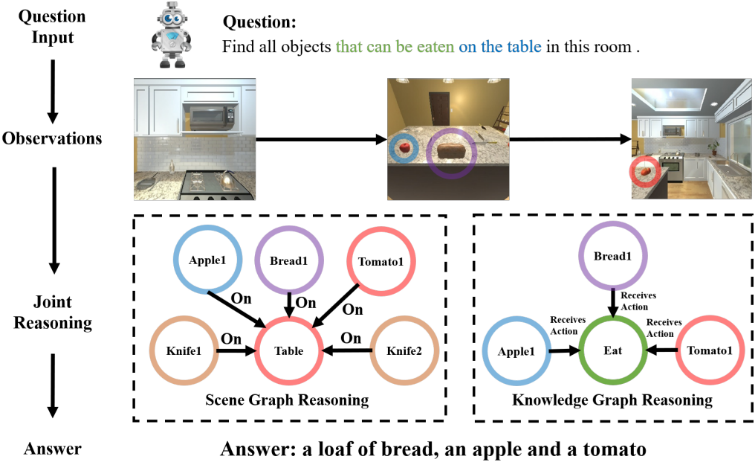 Question
Input
Question:
Find all objects that can be eaten on the table in this room .
Observations
Joint
Reasoning
Apple1
Bread1
Tomato1
On
On
On
Knife1
On
Table
On
Knife2
Scene Graph Reasoning
Bread1
Receives
Action
Receives
Action
Receives
Action
Apple1
Eat
Tomato1
Knowledge Graph Reasoning
Answer
Answer: a loaf of bread, an apple and a tomato